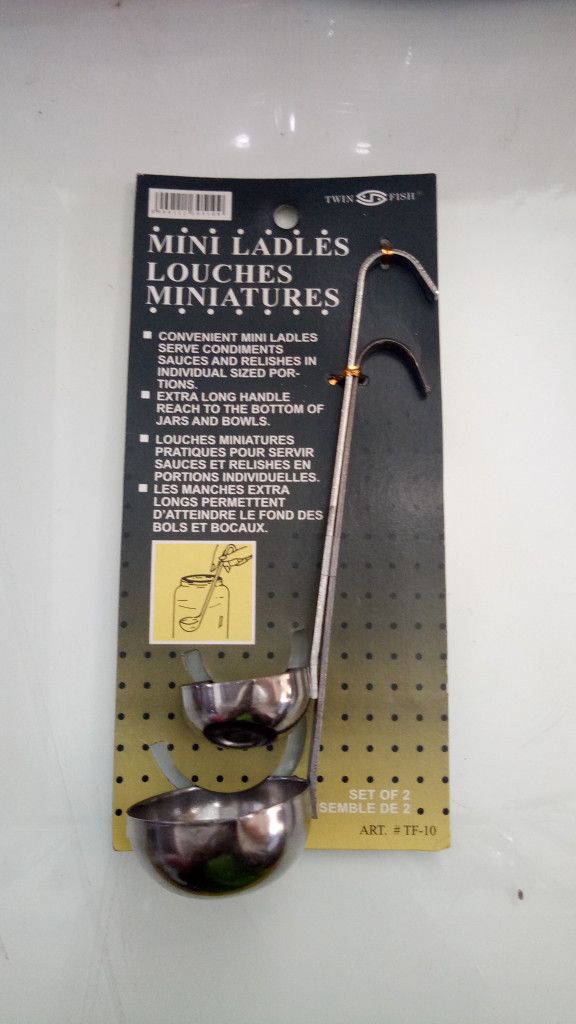 TWIN FISH
MINI LADLES
LOUCHES
MINIATURES
CONVENIENT MINI LADLES
SERVE CONDIMENTS
SAUCES AND RELISHES IN
INDIVIDUAL SIZED POR-
TIONS.
EXTRA LONG HANDLE
REACH TO THE BOTTOM OF
JARS AND BOWLS.
LOUCHES MINIATURES
PRATIQUES POUR SERVIR
SAUCES ET RELISHES EN
PORTIONS INDIVIDUELLES.
LES MANCHES EXTRA
LONGS PERMETTENT
D'ATTEINDRE LE FOND DES
BOLS ET BOCAUX.
SET OF 2
SEMBLE DE 2
ART. # TF-10